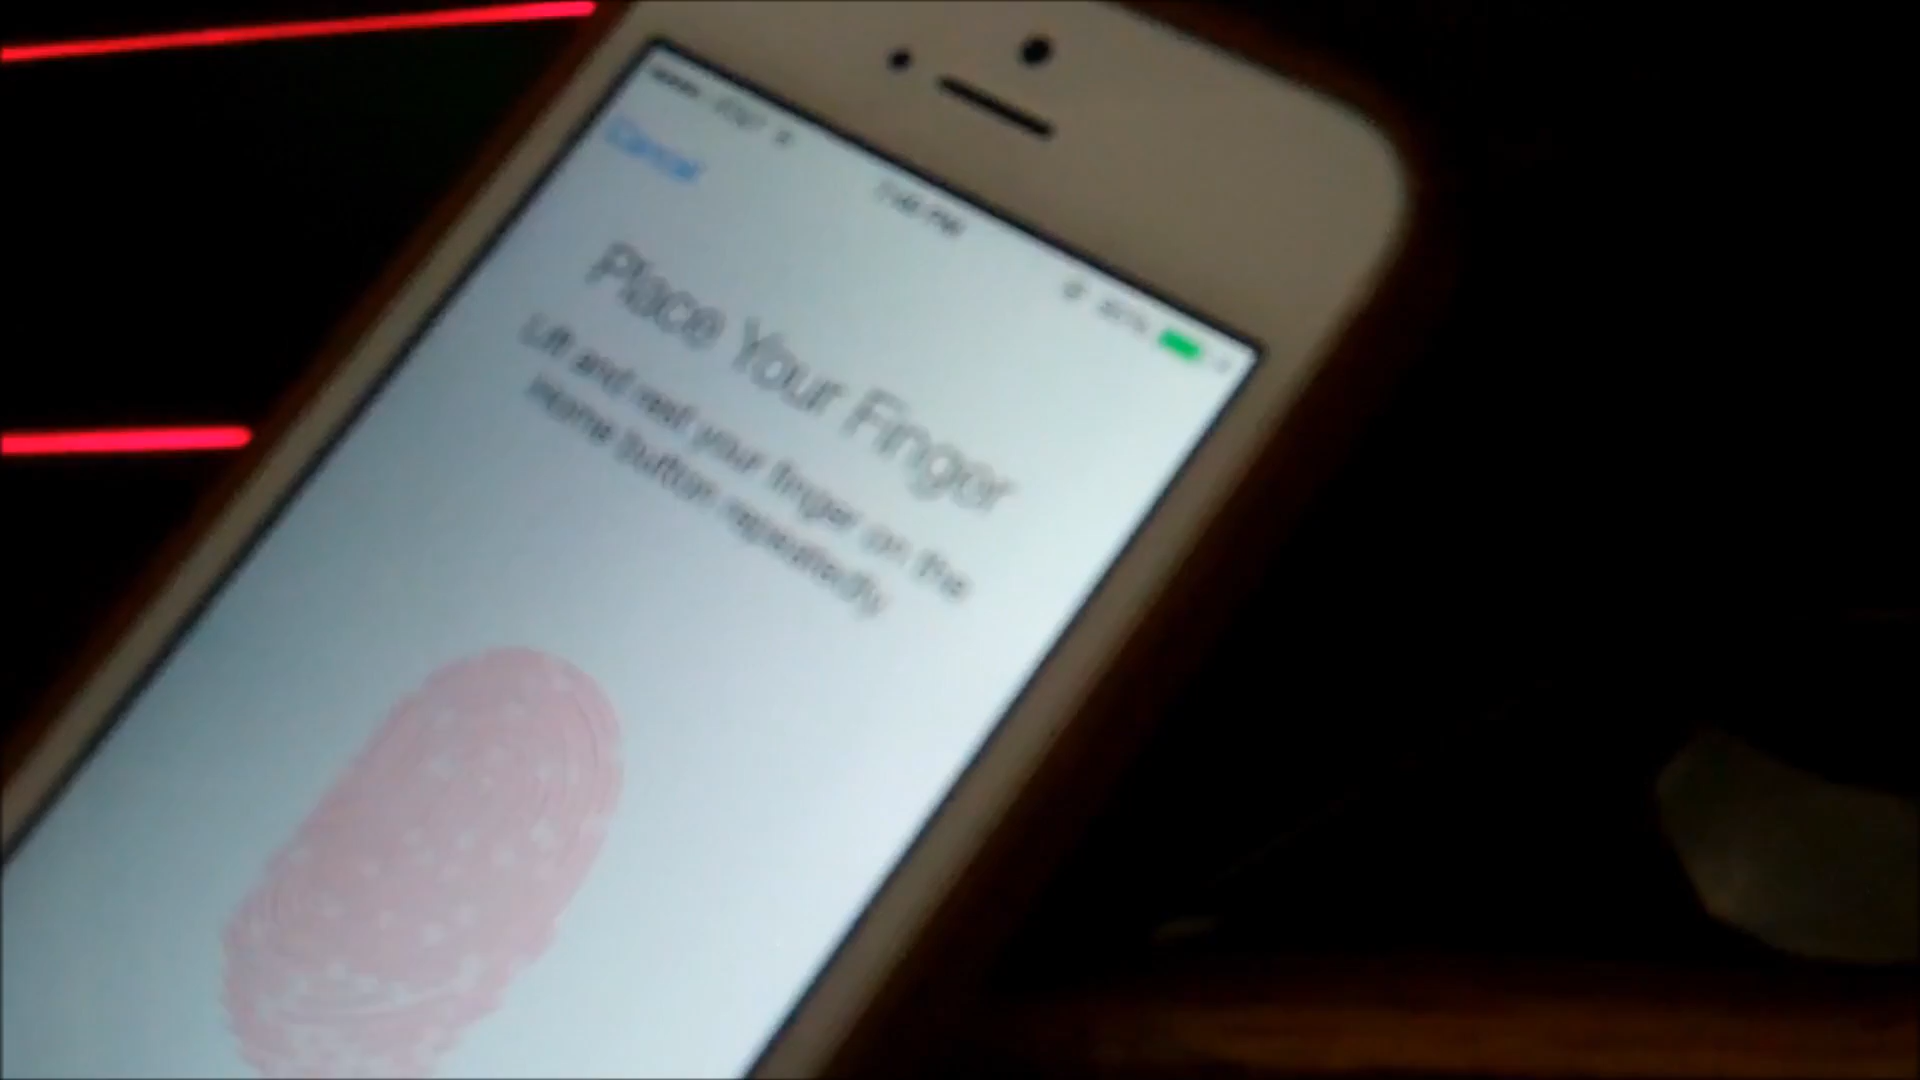 Cancel
Place Your Finger
Lift and rest your finger on the
Home button repeatedly.